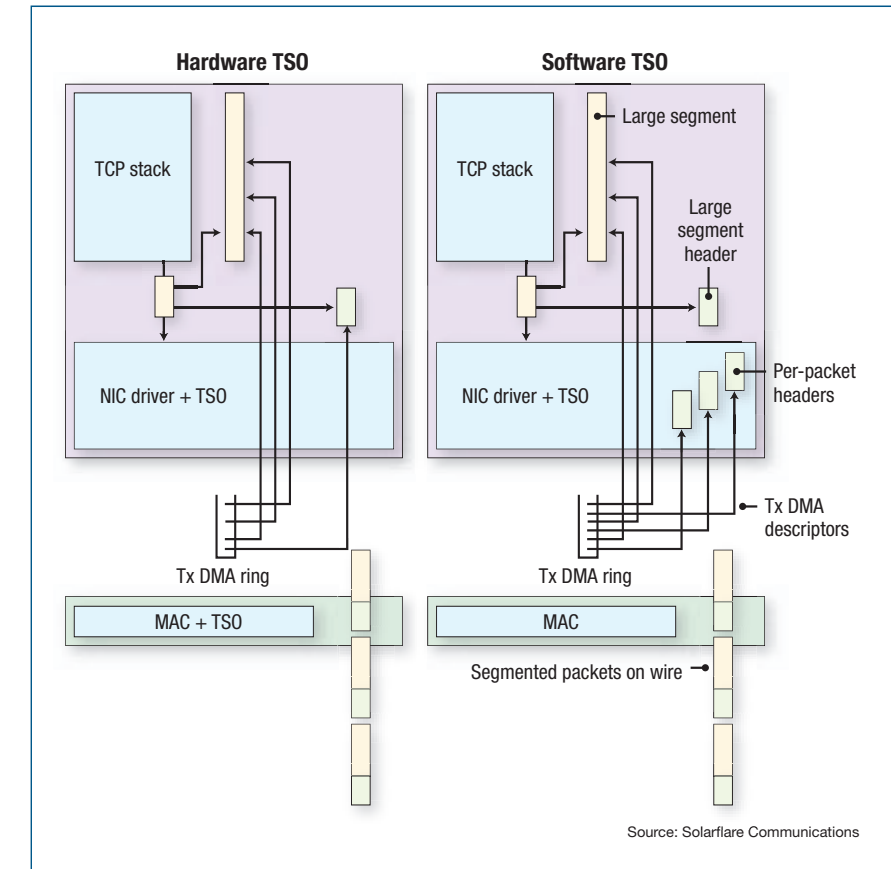 Hardware TSO
Software TSO
TCP stack
TCP stack
Large segment
Large
segment
header
NIC driver + TSO
NIC driver + TSO
Per-packet
headers
Tx DMA
descriptors
Tx DMA ring
Tx DMA ring
MAC + TSO
MAC
Segmented packets on wire
Source: Solarflare Communications